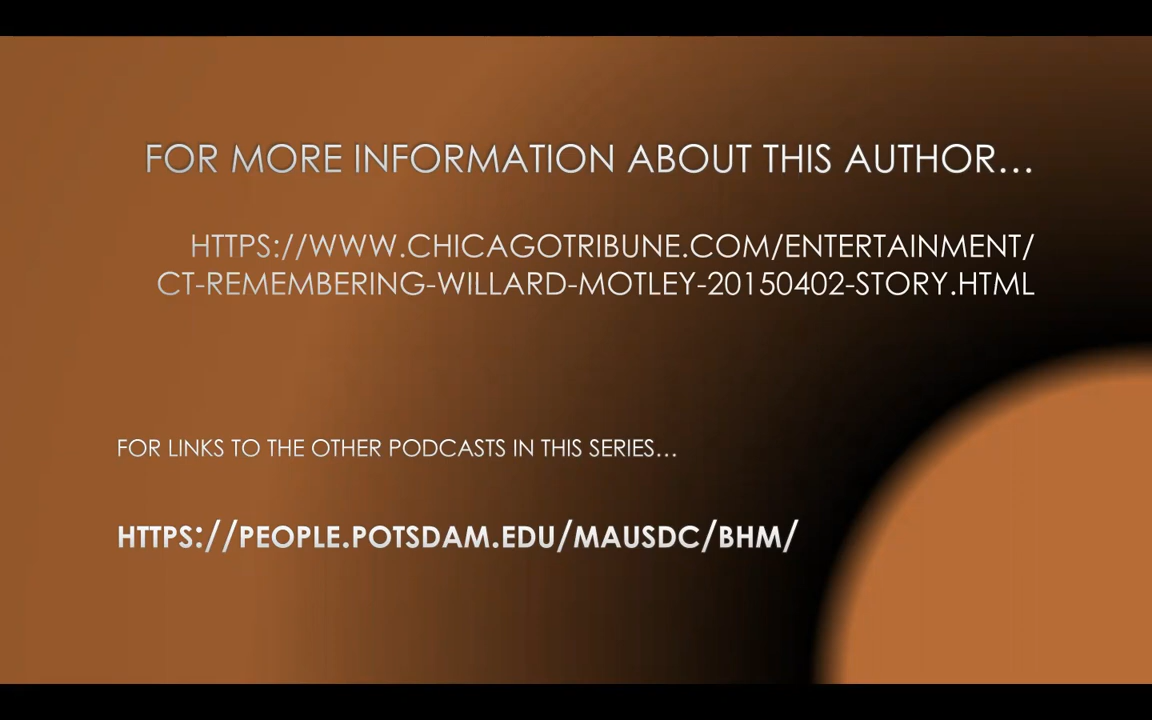 FOR MORE INFORMATION ABOUT THIS AUTHOR...
HTTPS://WWW.CHICAGOTRIBUNE.COM/ENTERTAINMENT/
CT-REMEMBERING-WILLARD-MOTLEY-20150402-STORY.HTML
FOR LINKS TO THE OTHER PODCASTS IN THIS SERIES...
HTTPS://PEOPLE.POTSDAM.EDU/MAUSDC/BHM/